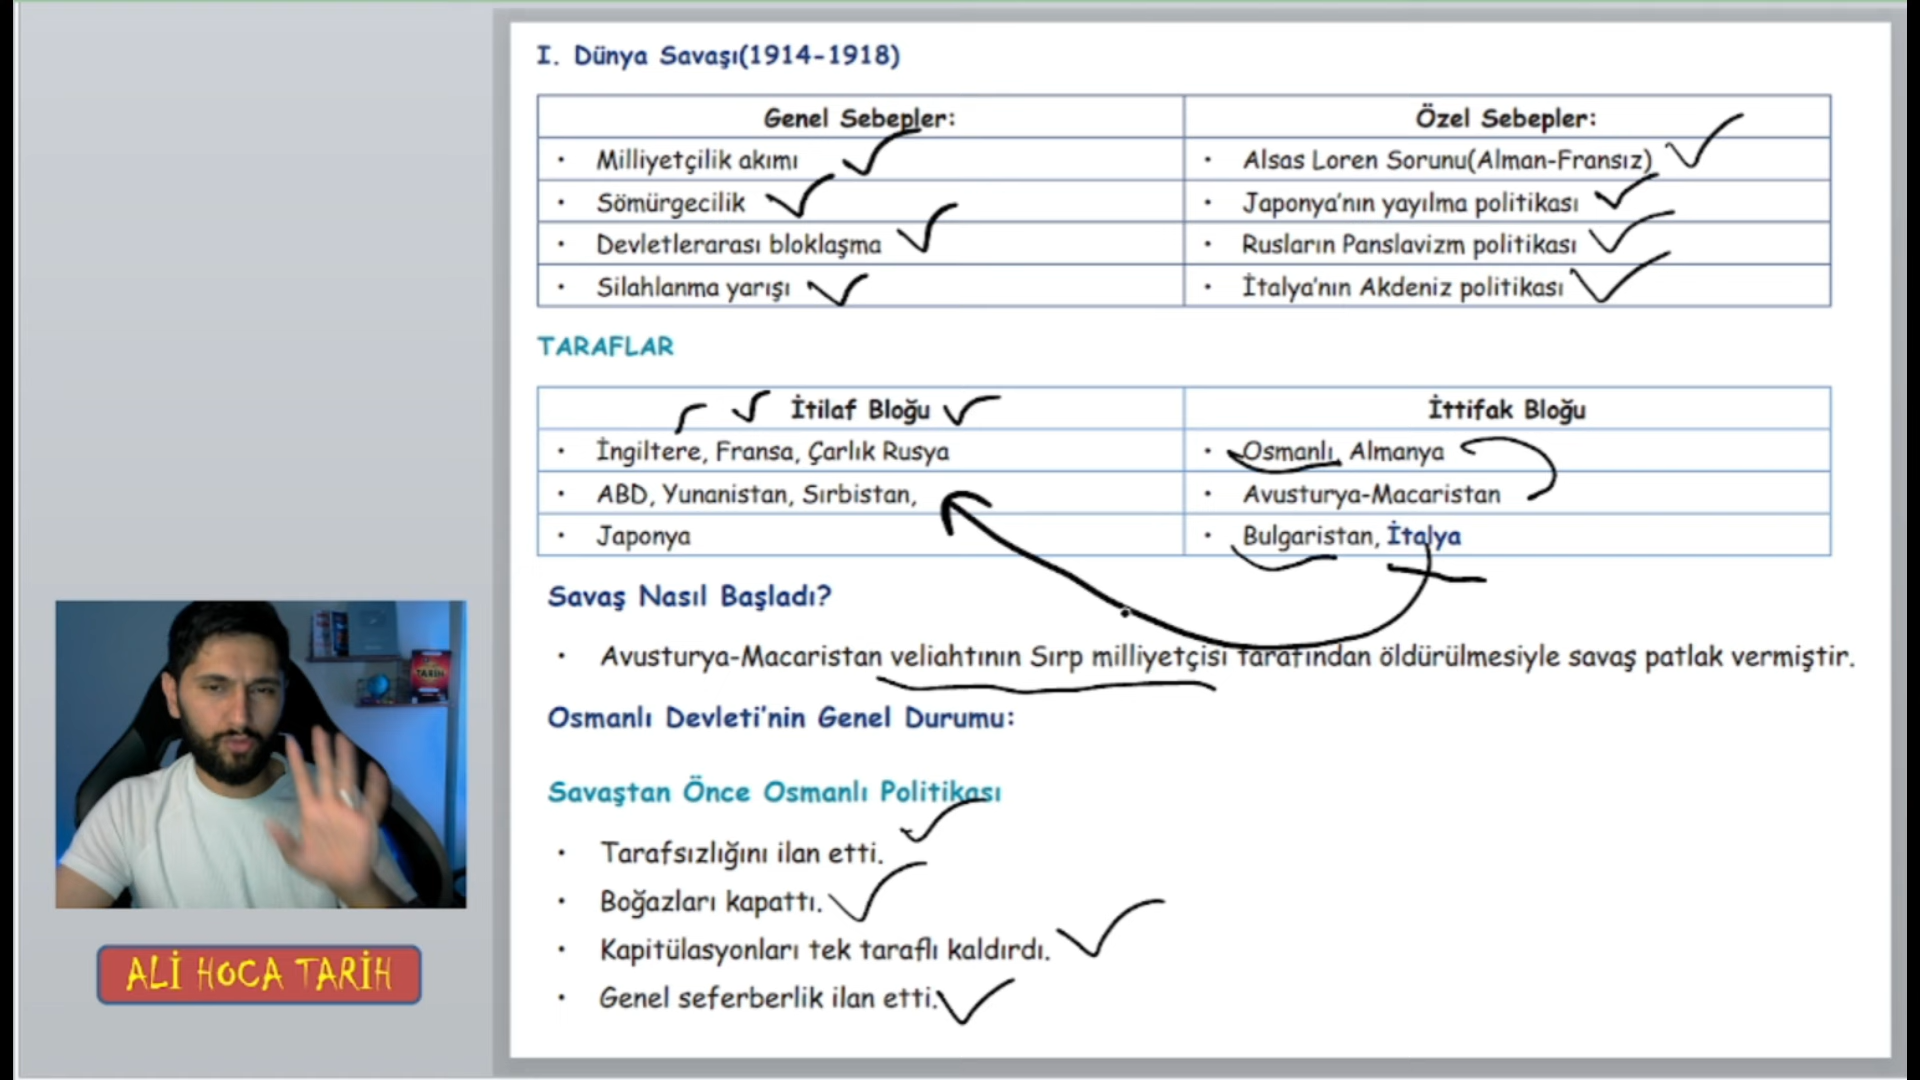 I. Dünya Savaşı(1914-1918)
Genel Sebepler:
Özel Sebepler:
• Milliyetçilik akımı
• Alsas Loren Sorunu(Alman-Fransız)
• Sömürgecilik
• Japonya'nın yayılma politikası
• Devletlerarası bloklaşma
• Rusların Panslavizm politikası
• Silahlanma yarışı
• İtalya'nın Akdeniz politikası
TARAFLAR
İtilaf Bloğu
İttifak Bloğu
• İngiltere, Fransa, Çarlık Rusya
• Osmanlı, Almanya
• ABD, Yunanistan, Sırbistan,
• Avusturya-Macaristan
• Japonya
• Bulgaristan, İtalya
Savaş Nasıl Başladı?
• Avusturya-Macaristan veliahtının Sırp milliyetçisi tarafından öldürülmesiyle savaş patlak vermiştir.
Osmanlı Devleti'nin Genel Durumu:
Savaştan Önce Osmanlı Politikası
• Tarafsızlığını ilan etti.
• Boğazları kapattı.
• Kapitülasyonları tek taraflı kaldırdı.
• Genel seferberlik ilan etti.
TARİH
ALİ HOCA TARİH